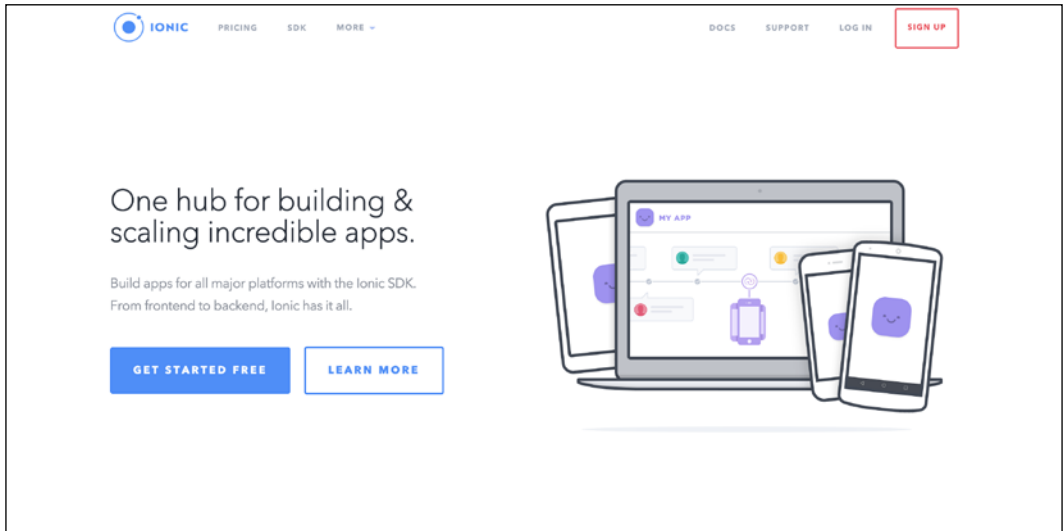 IONIC PRICING SDK MORE DOCS SUPPORT LOG IN SIGN UP
One hub for building &
scaling incredible apps.
MY APP
Build apps for all major platforms with the Ionic SDK.
From frontend to backend, Ionic has it all.
GET STARTED FREE LEARN MORE